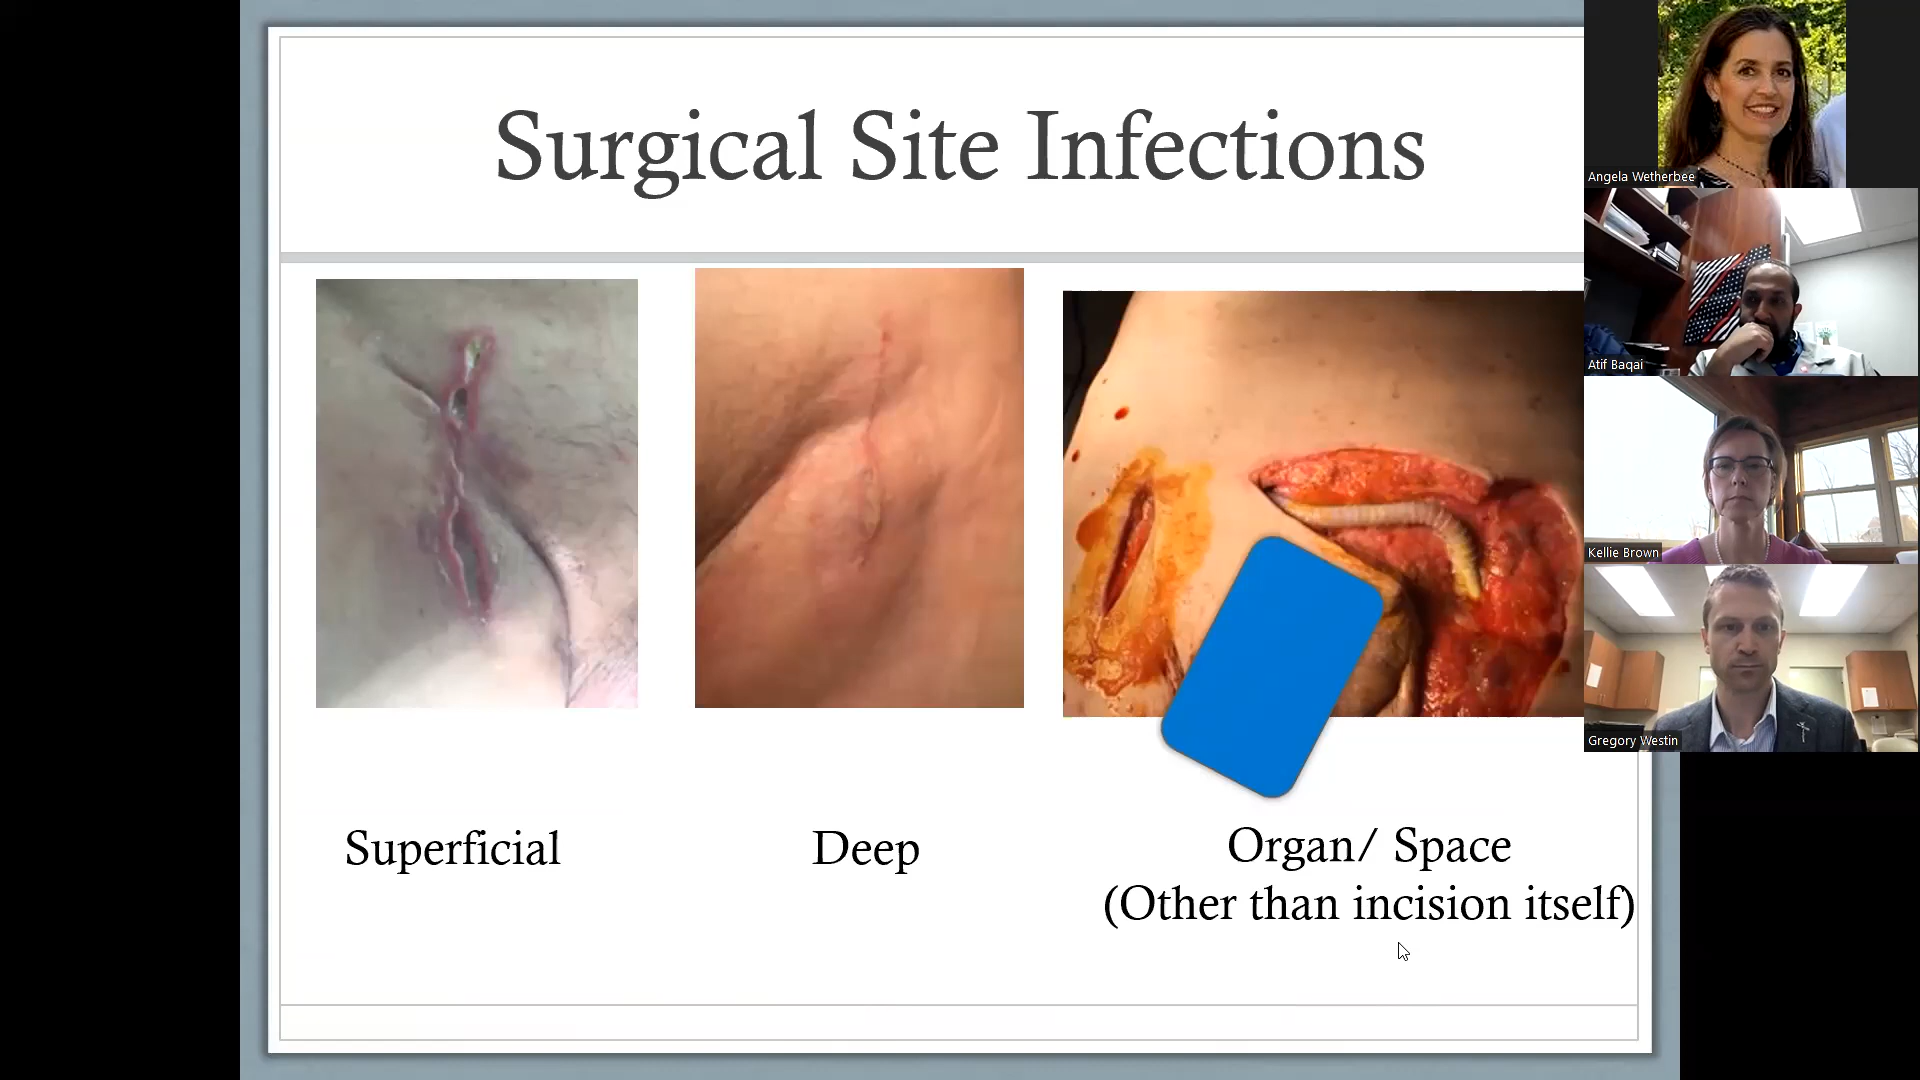 Surgical Site Infections
Superficial
Deep
Organ/ Space
(Other than incision itself)
Angela Wetherbee
Atif Baqai
Kellie Brown
Gregory Westin